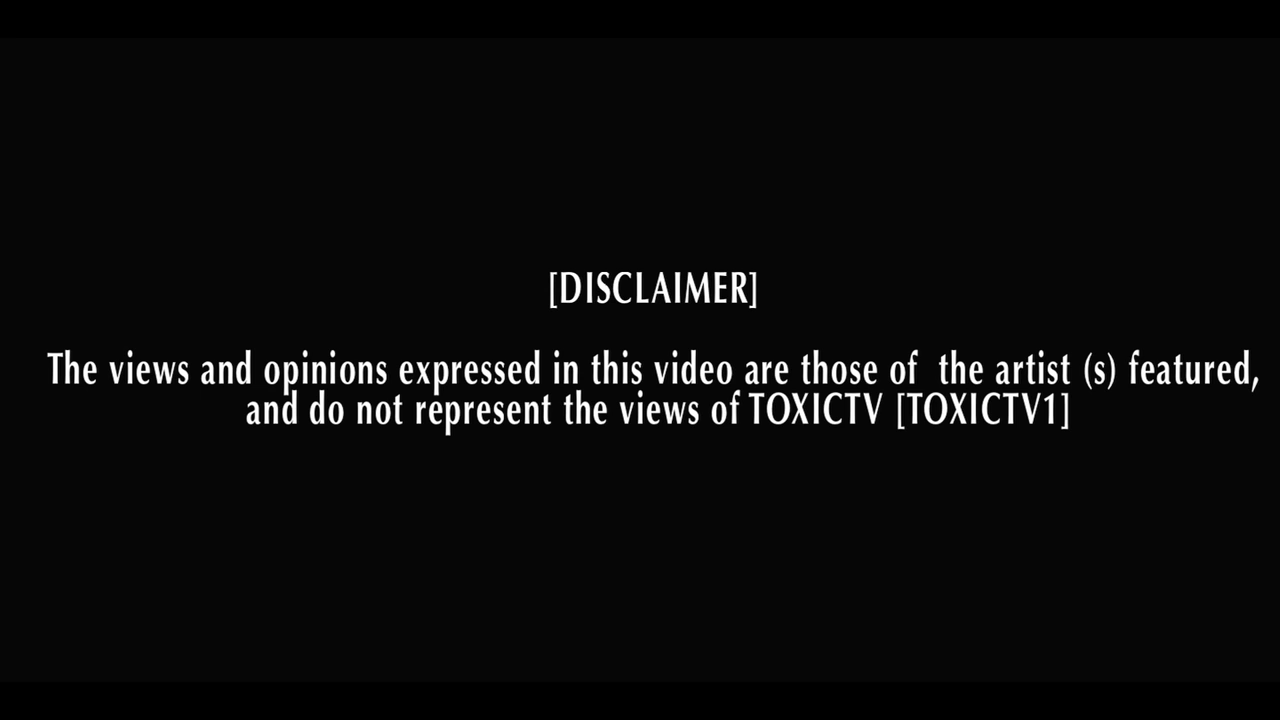 [DISCLAIMER]
The views and opinions expressed in this video are those of  the artist (s) featured,
and do not represent the views of TOXICTV [TOXICTV1]